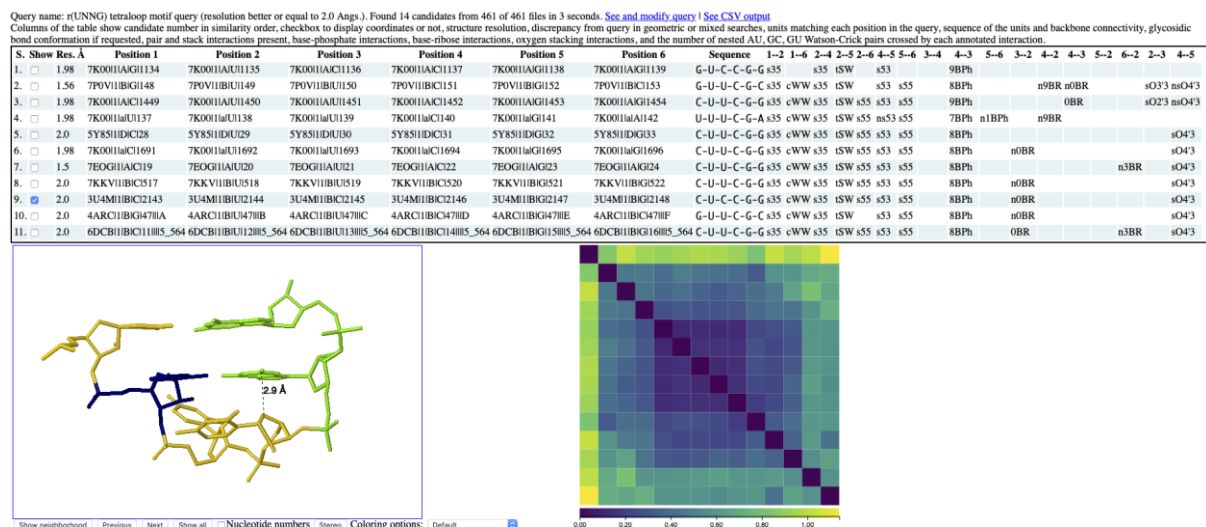 Query name: r(UNNG) tetraloop motif query (resolution better or equal to 2.0 Angs.). Found 14 candidates from 461 of 461 files in 3 seconds. See and modify query | See CSV output
Columns of the table show candidate number in similarity order, checkbox to display coordinates or not, structure resolution, discrepancy from query in geometric or mixed searches, units matching each position in the query, sequence of the units and backbone connectivity, glycosidic
bond conformation if requested, pair and stack interactions present, base-phosphate interactions, base-ribose interactions, oxygen stacking interactions, and the number of nested AU, GC, GU Watson-Crick pairs crossed by each annotated interaction.
S. Show Res. Å Position 1 Position 2 Position 3 Position 4 Position 5 Position 6 Sequence 1--2 1--6 2--4 2--5 2--6 4--5 5--6 3--4 4--3 5--6 3--2 4--2 4--3 5--2 6--2 2--3 4--5
1. 1.98 7K00|1|A|G|1134 7K00|1|A|U|1135 7K00|1|A|C|1136 7K00|1|A|C|1137 7K00|1|A|G|1138 7K00|1|A|G|1139 G-U-C-C-G-G s35 s35 tSW s53 9BPh
2. 1.56 7P0V|1|B|G|148 7P0V|1|B|U|149 7P0V|1|B|U|150 7P0V|1|B|C|151 7P0V|1|B|G|152 7P0V|1|B|C|153 G-U-U-C-G-C s35 cWW s35 tSW s53 s55 8BPh n9BR n0BR sO3'3 nsO4'3
3. 1.98 7K00|1|A|C|1449 7K00|1|A|U|1450 7K00|1|A|U|1451 7K00|1|A|C|1452 7K00|1|A|G|1453 7K00|1|A|G|1454 C-U-U-C-G-G s35 cWW s35 tSW s55 s53 s55 9BPh 0BR sO2'3 nsO4'3
4. 1.98 7K00|1|a|U|137 7K00|1|a|U|138 7K00|1|a|U|139 7K00|1|a|C|140 7K00|1|a|G|141 7K00|1|a|A|142 U-U-U-C-G-A s35 cWW s35 tSW s55 ns53 s55 7BPh n1BPh n9BR
5. 2.0 5Y85|1|D|C|28 5Y85|1|D|U|29 5Y85|1|D|U|30 5Y85|1|D|C|31 5Y85|1|D|G|32 5Y85|1|D|G|33 C-U-U-C-G-G s35 cWW s35 tSW s55 s53 s55 8BPh sO4'3
6. 1.98 7K00|1|a|C|1691 7K00|1|a|U|1692 7K00|1|a|U|1693 7K00|1|a|C|1694 7K00|1|a|G|1695 7K00|1|a|G|1696 C-U-U-C-G-G s35 cWW s35 tSW s55 s53 s55 8BPh n0BR sO4'3
7. 1.5 7EOG|1|A|C|19 7EOG|1|A|U|20 7EOG|1|A|U|21 7EOG|1|A|C|22 7EOG|1|A|G|23 7EOG|1|A|G|24 C-U-U-C-G-G s35 cWW s35 tSW s55 s53 s55 8BPh n3BR sO4'3
8. 2.0 7KKV|1|B|C|517 7KKV|1|B|U|518 7KKV|1|B|U|519 7KKV|1|B|C|520 7KKV|1|B|G|521 7KKV|1|B|G|522 C-U-U-C-G-G s35 cWW s35 tSW s55 s53 s55 8BPh n0BR sO4'3
9. 2.0 3U4M|1|B|C|2143 3U4M|1|B|U|2144 3U4M|1|B|U|2145 3U4M|1|B|C|2146 3U4M|1|B|G|2147 3U4M|1|B|G|2148 C-U-U-C-G-G s35 cWW s35 tSW s55 s53 s55 8BPh n0BR sO4'3
10. 2.0 4ARC|1|B|G|47|||A 4ARC|1|B|U|47|||B 4ARC|1|B|U|47|||C 4ARC|1|B|C|47|||D 4ARC|1|B|G|47|||E 4ARC|1|B|C|47|||F G-U-U-C-G-C s35 cWW s35 tSW s53 s55 8BPh n0BR sO4'3
11. 2.0 6DCB|1|B|C|11||||5_564 6DCB|1|B|U|12||||5_564 6DCB|1|B|U|13||||5_564 6DCB|1|B|C|14||||5_564 6DCB|1|B|G|15||||5_564 6DCB|1|B|G|16||||5_564 C-U-U-C-G-G s35 cWW s35 tSW s55 s53 s55 8BPh 0BR n3BR sO4'3
2.9 Å
0.00 0.20 0.40 0.60 0.80 1.00
Show neighborhood Previous Next Show all Nucleotide numbers Stereo Coloring options: Default